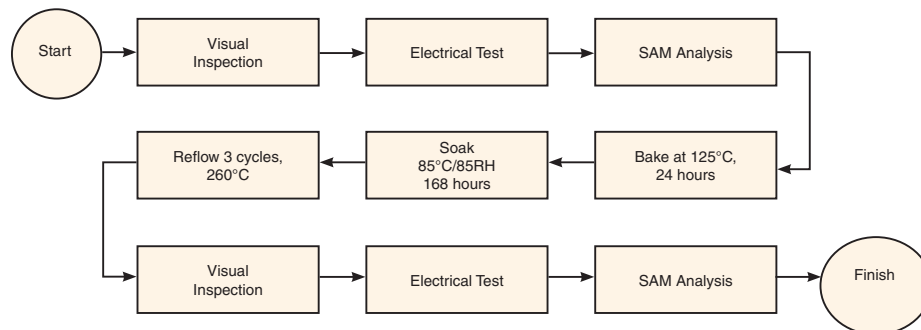 Start
Visual
Inspection
Electrical Test
SAM Analysis
Bake at 125°C,
24 hours
Soak
85°C/85RH
168 hours
Reflow 3 cycles,
260°C
Visual
Inspection
Electrical Test
SAM Analysis
Finish